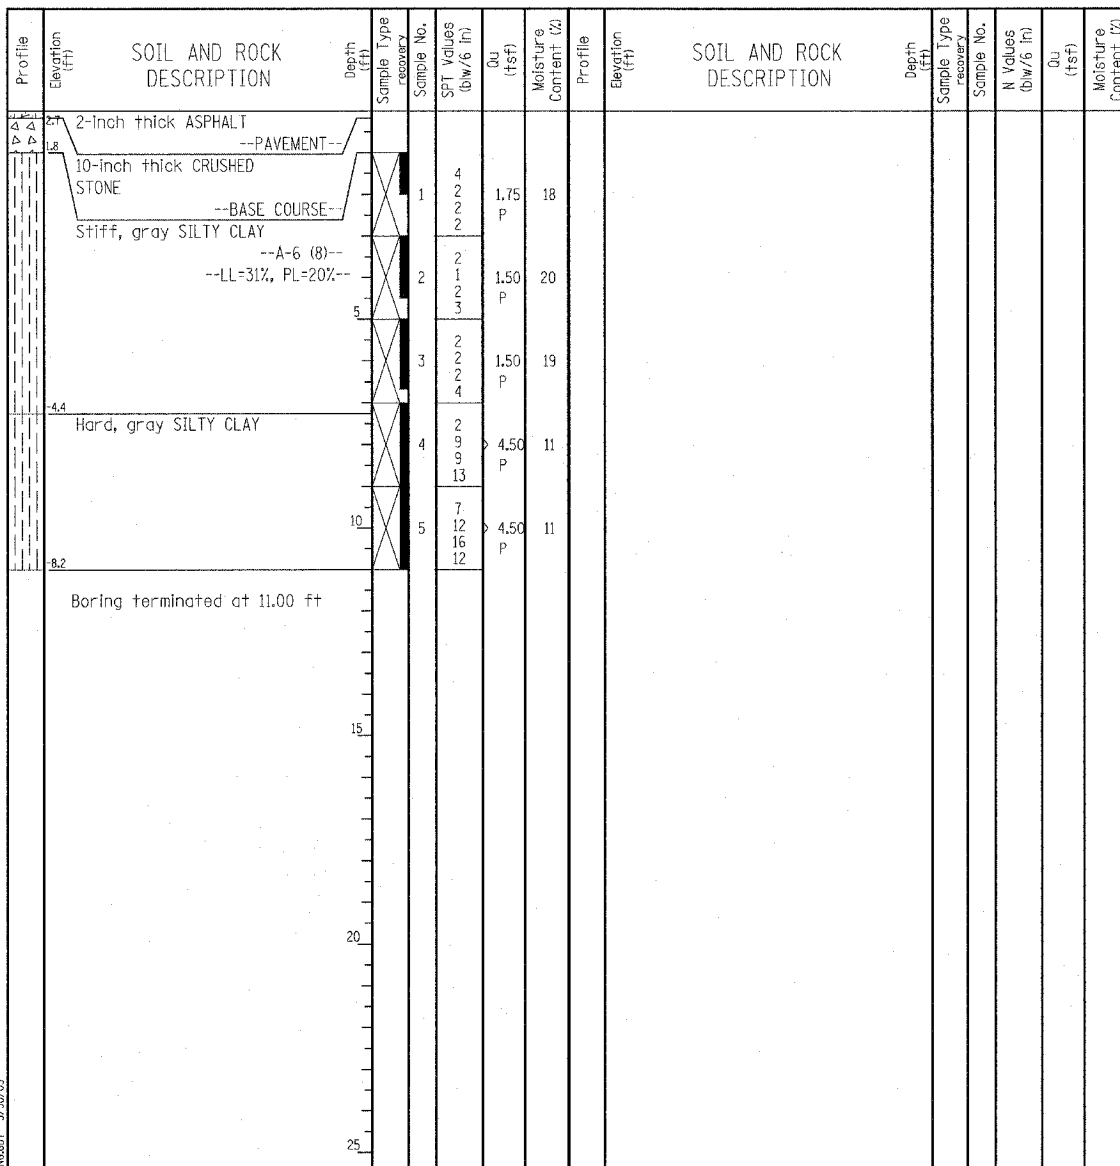 Profile
Elevation (ft)
SOIL AND ROCK
DESCRIPTION
Depth (ft)
Sample Type
recovery
Sample No.
SPT Values
(blw/6 in)
Qu
(tsf)
Moisture
Content (%)
Profile
Elevation (ft)
SOIL AND ROCK
DESCRIPTION
Depth (ft)
Sample Type
recovery
Sample No.
N Values
(blw/6 in)
Qu
(tsf)
Moisture
Content (%)
2.7 2-inch thick ASPHALT
--PAVEMENT--
1.8
10-inch thick CRUSHED
STONE
--BASE COURSE--
4
1 2 1.75 18
2 P
2
Stiff, gray SILTY CLAY
--A-6 (8)--
--LL=31%, PL=20%--
2
2 1 1.50 20
2 P
3
5
2
3 2 1.50 19
2 P
4
-4.4
Hard, gray SILTY CLAY
2
4 9 > 4.50 11
9 P
13
7
10 5 12 > 4.50 11
16 P
12
-8.2
Boring terminated at 11.00 ft
15
20
25